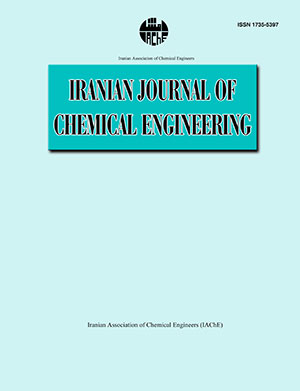 ISSN 1735-5397
IAChE
Iranian Association of Chemical Engineers
IRANIAN JOURNAL OF
CHEMICAL ENGINEERING
Iranian Association of Chemical Engineers (IAChE)